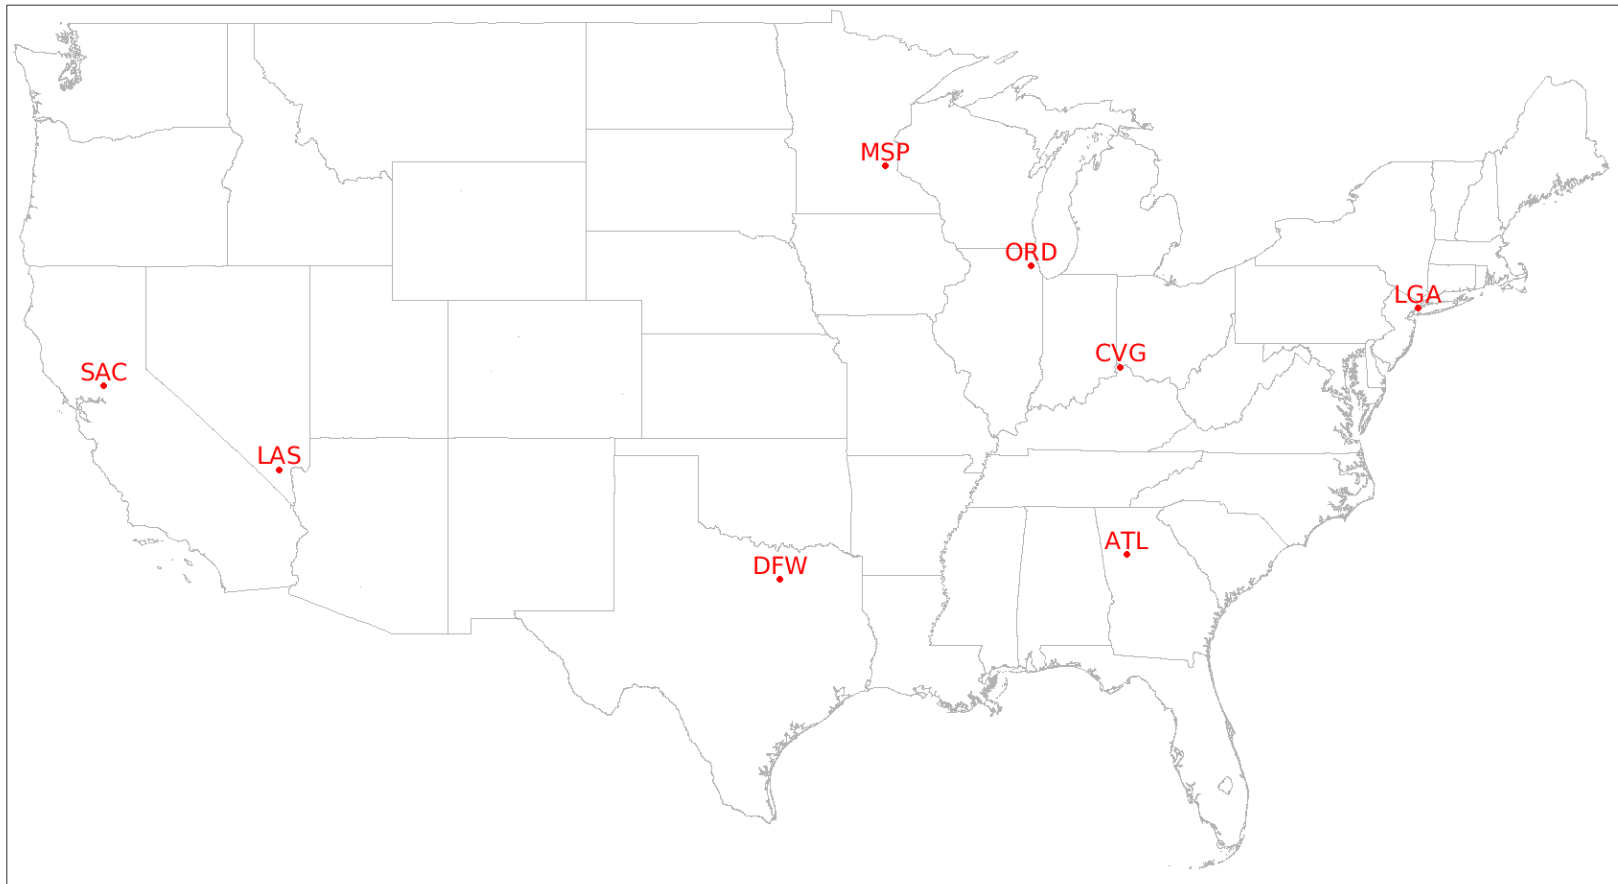 MSP
ORD
LGA
CVG
SAC
LAS
ATL
DFW